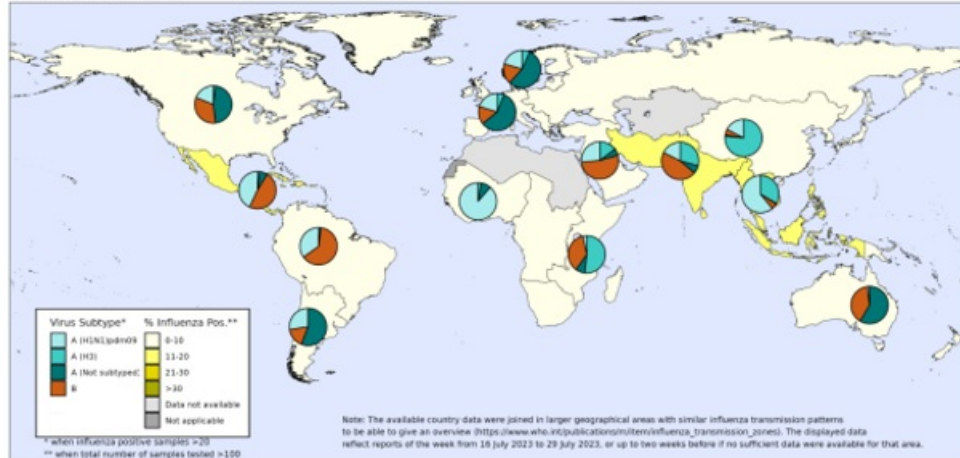 Virus Subtype*
A (H1N1)pdm09
A (H3)
A (Not subtyped)
B
% Influenza Pos.**
0-10
11-20
21-30
>30
Data not available
Not applicable
* when influenza positive samples >20
** when total number of samples tested >100
Note: The available country data were joined in larger geographical areas with similar influenza transmission patterns
to be able to give an overview (https://www.who.int/publications/m/item/influenza_transmission_zones). The displayed data
reflect reports of the week from 16 July 2023 to 29 July 2023, or up to two weeks before if no sufficient data were available for that area.